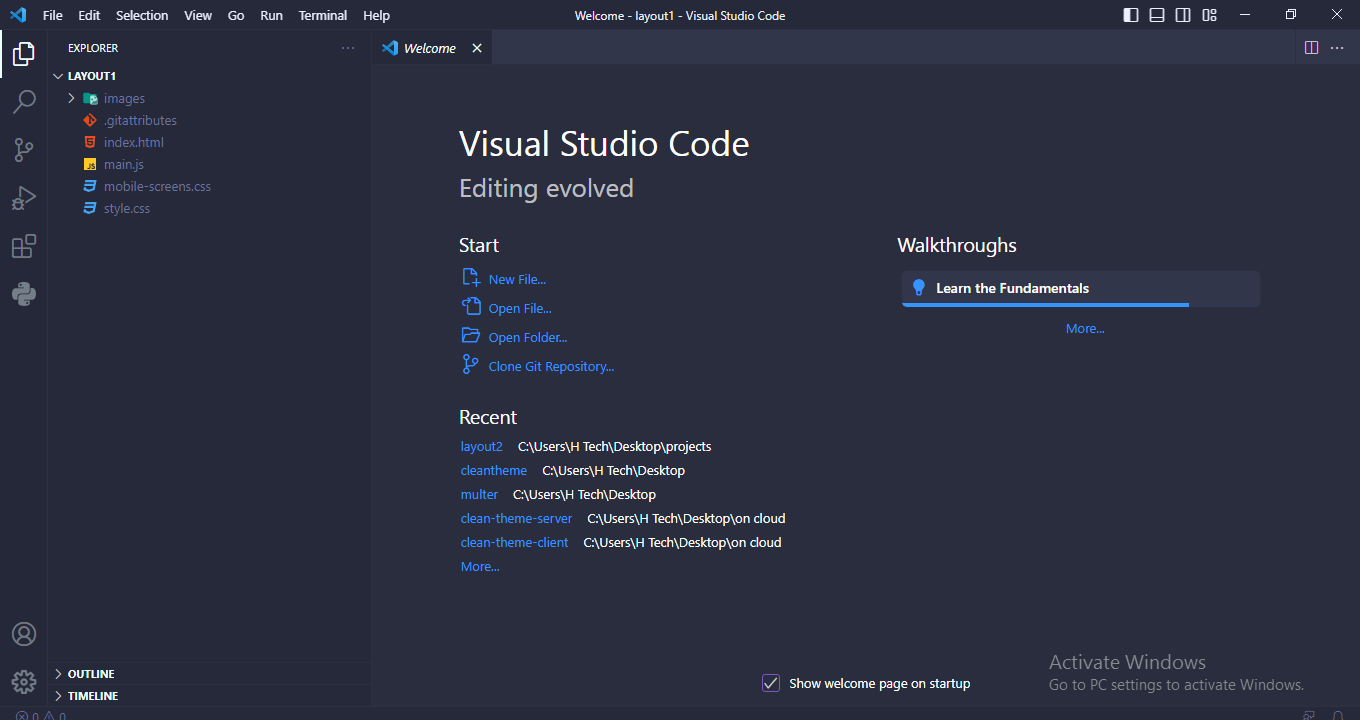 File Edit Selection View Go Run Terminal Help
Welcome - layout1 - Visual Studio Code
EXPLORER
LAYOUT1
images
.gitattributes
index.html
main.js
mobile-screens.css
style.css
OUTLINE
TIMELINE
Welcome
Visual Studio Code
Editing evolved
Start
New File...
Open File...
Open Folder...
Clone Git Repository...
Recent
layout2 C:\Users\H Tech\Desktop\projects
cleantheme C:\Users\H Tech\Desktop
multer C:\Users\H Tech\Desktop
clean-theme-server C:\Users\H Tech\Desktop\on cloud
clean-theme-client C:\Users\H Tech\Desktop\on cloud
More...
Walkthroughs
Learn the Fundamentals
More...
Show welcome page on startup
Activate Windows
Go to PC settings to activate Windows.
0 0